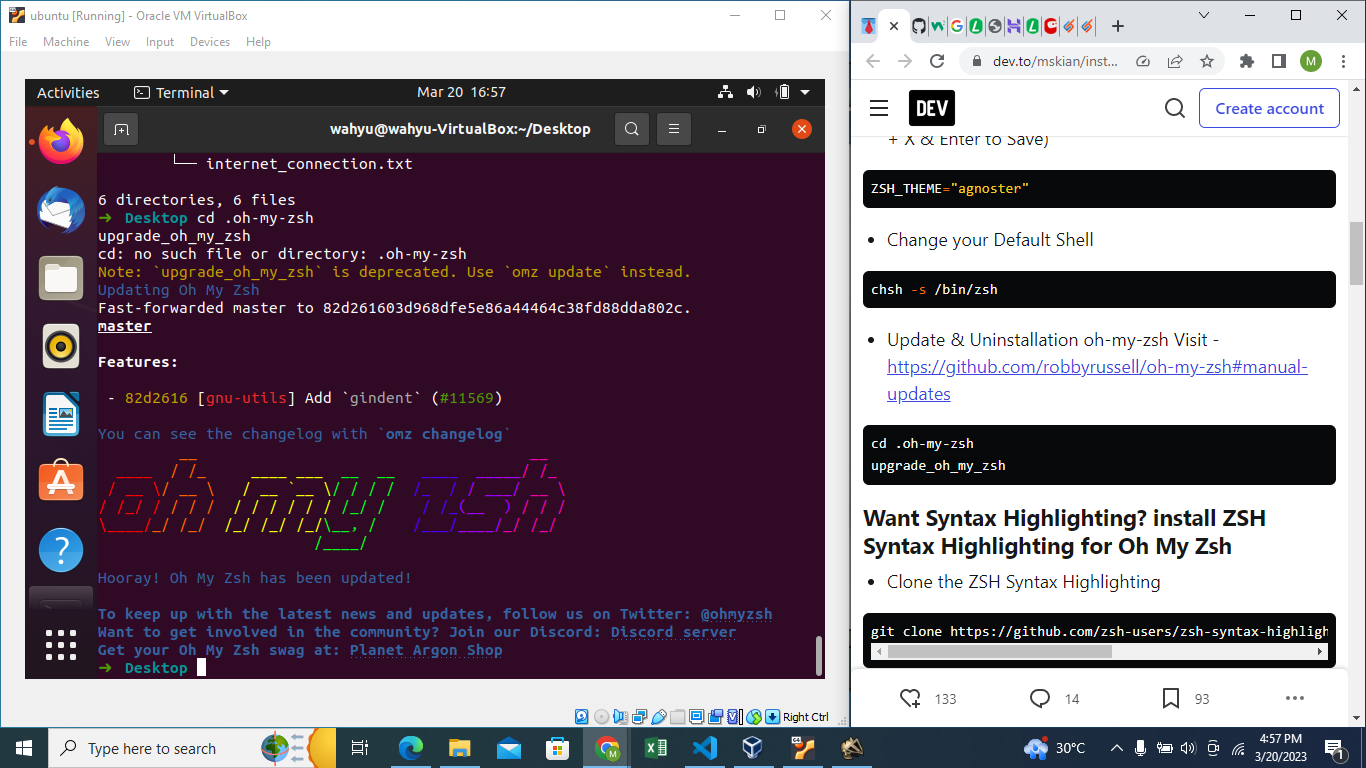 ubuntu [Running] - Oracle VM VirtualBox
File Machine View Input Devices Help
Activities Terminal Mar 20 16:57
wahyu@wahyu-VirtualBox:~/Desktop
└── internet_connection.txt
6 directories, 6 files
➜ Desktop cd .oh-my-zsh
upgrade_oh_my_zsh
cd: no such file or directory: .oh-my-zsh
Note: `upgrade_oh_my_zsh` is deprecated. Use `omz update` instead.
Updating Oh My Zsh
Fast-forwarded master to 82d261603d968dfe5e86a44464c38fd88dda802c.
master
Features:
- 82d2616 [gnu-utils] Add `gindent` (#11569)
You can see the changelog with `omz changelog`
oh my zsh
Hooray! Oh My Zsh has been updated!
To keep up with the latest news and updates, follow us on Twitter: @ohmyzsh
Want to get involved in the community? Join our Discord: Discord server
Get your Oh My Zsh swag at: Planet Argon Shop
➜ Desktop
Right Ctrl
dev.to/mskian/inst...
M
DEV
Create account
+ X & Enter to Save)
ZSH_THEME="agnoster"
• Change your Default Shell
chsh -s /bin/zsh
• Update & Uninstallation oh-my-zsh Visit -
https://github.com/robbyrussell/oh-my-zsh#manual-
updates
cd .oh-my-zsh
upgrade_oh_my_zsh
Want Syntax Highlighting? install ZSH
Syntax Highlighting for Oh My Zsh
• Clone the ZSH Syntax Highlighting
git clone https://github.com/zsh-users/zsh-syntax-highligh
133 14 93
Type here to search
30°C
4:57 PM
3/20/2023
1